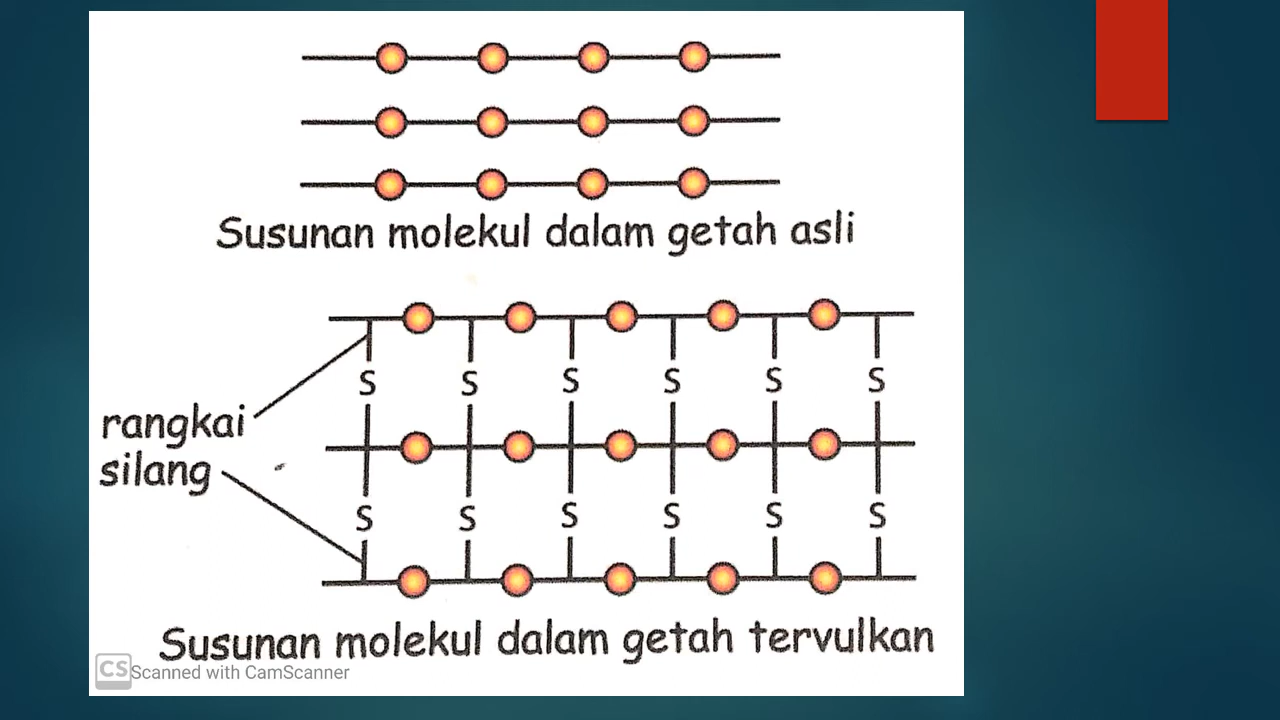 Susunan molekul dalam getah asli
S S S S S S
rangkai
silang
S S S S S S
Susunan molekul dalam getah tervulkan
CS Scanned with CamScanner